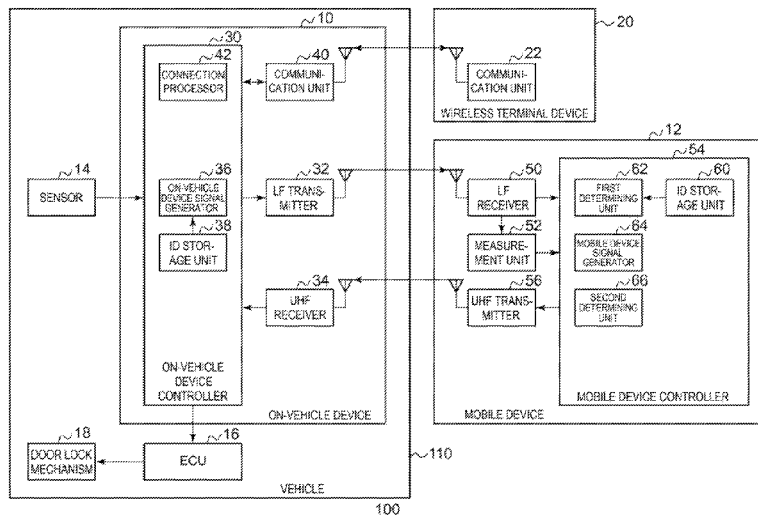 10
20
30
42
40
22
CONNECTION
PROCESSOR
COMMUNI-
CATION UNIT
COMMUNI-
CATION UNIT
WIRELESS TERMINAL DEVICE
12
54
14
36
32
50
62
60
SENSOR
ON-VEHICLE
DEVICE SIGNAL
GENERATOR
LF TRANS-
MITTER
LF
RECEIVER
FIRST
DETERMINING
UNIT
ID STOR-
AGE UNIT
38
52
64
ID STOR-
AGE UNIT
MEASURE-
MENT UNIT
MOBILE DEVICE
SIGNAL
GENERATOR
34
56
66
UHF
RECEIVER
UHF TRANS-
MITTER
SECOND
DETERMINING
UNIT
ON-VEHICLE
DEVICE
CONTROLLER
MOBILE DEVICE CONTROLLER
ON-VEHICLE DEVICE
MOBILE DEVICE
18
16
DOOR LOCK
MECHANISM
ECU
110
VEHICLE
100